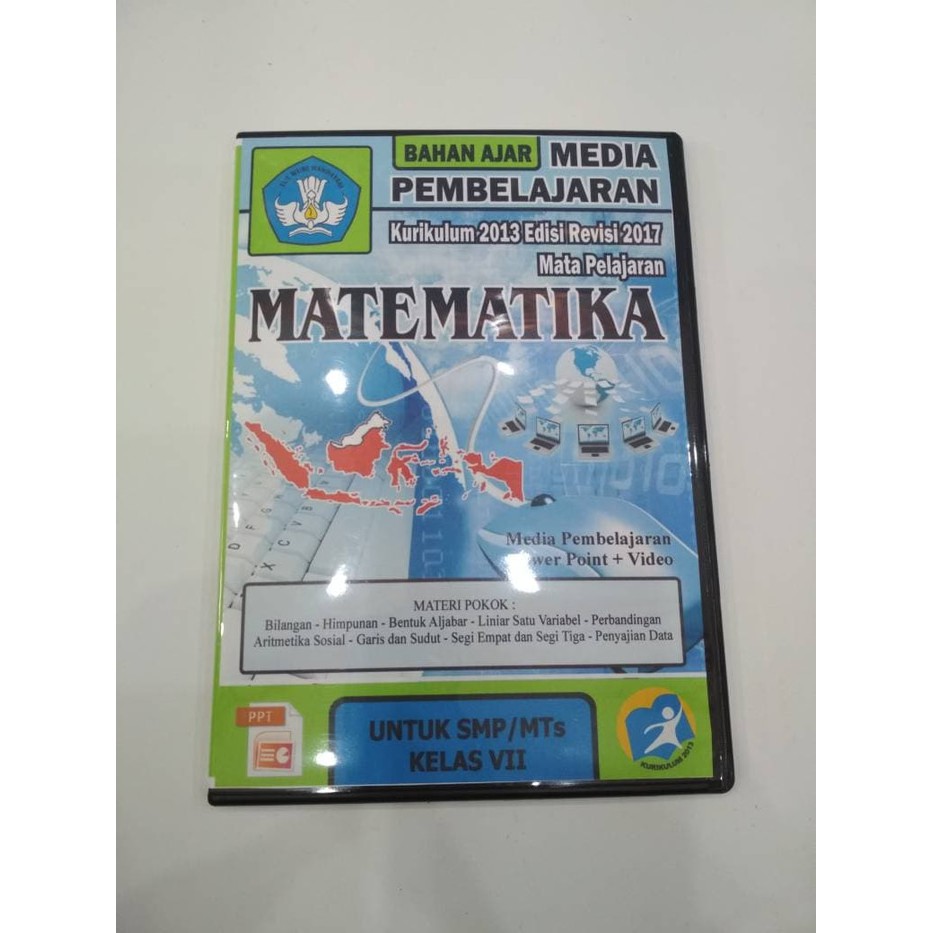 BAHAN AJAR MEDIA
PEMBELAJARAN
Kurikulum 2013 Edisi Revisi 2017
Mata Pelajaran
MATEMATIKA
Media Pembelajaran
Point + Video
MATERI POKOK :
Bilangan - Himpunan - Bentuk Aljabar - Liniar Satu Variabel - Perbandingan
Aritmetika Sosial - Garis dan Sudut - Segi Empat dan Segi Tiga - Penyajian Data
PPT
UNTUK SMP/MTs
KELAS VII
KURIKULUM 2013